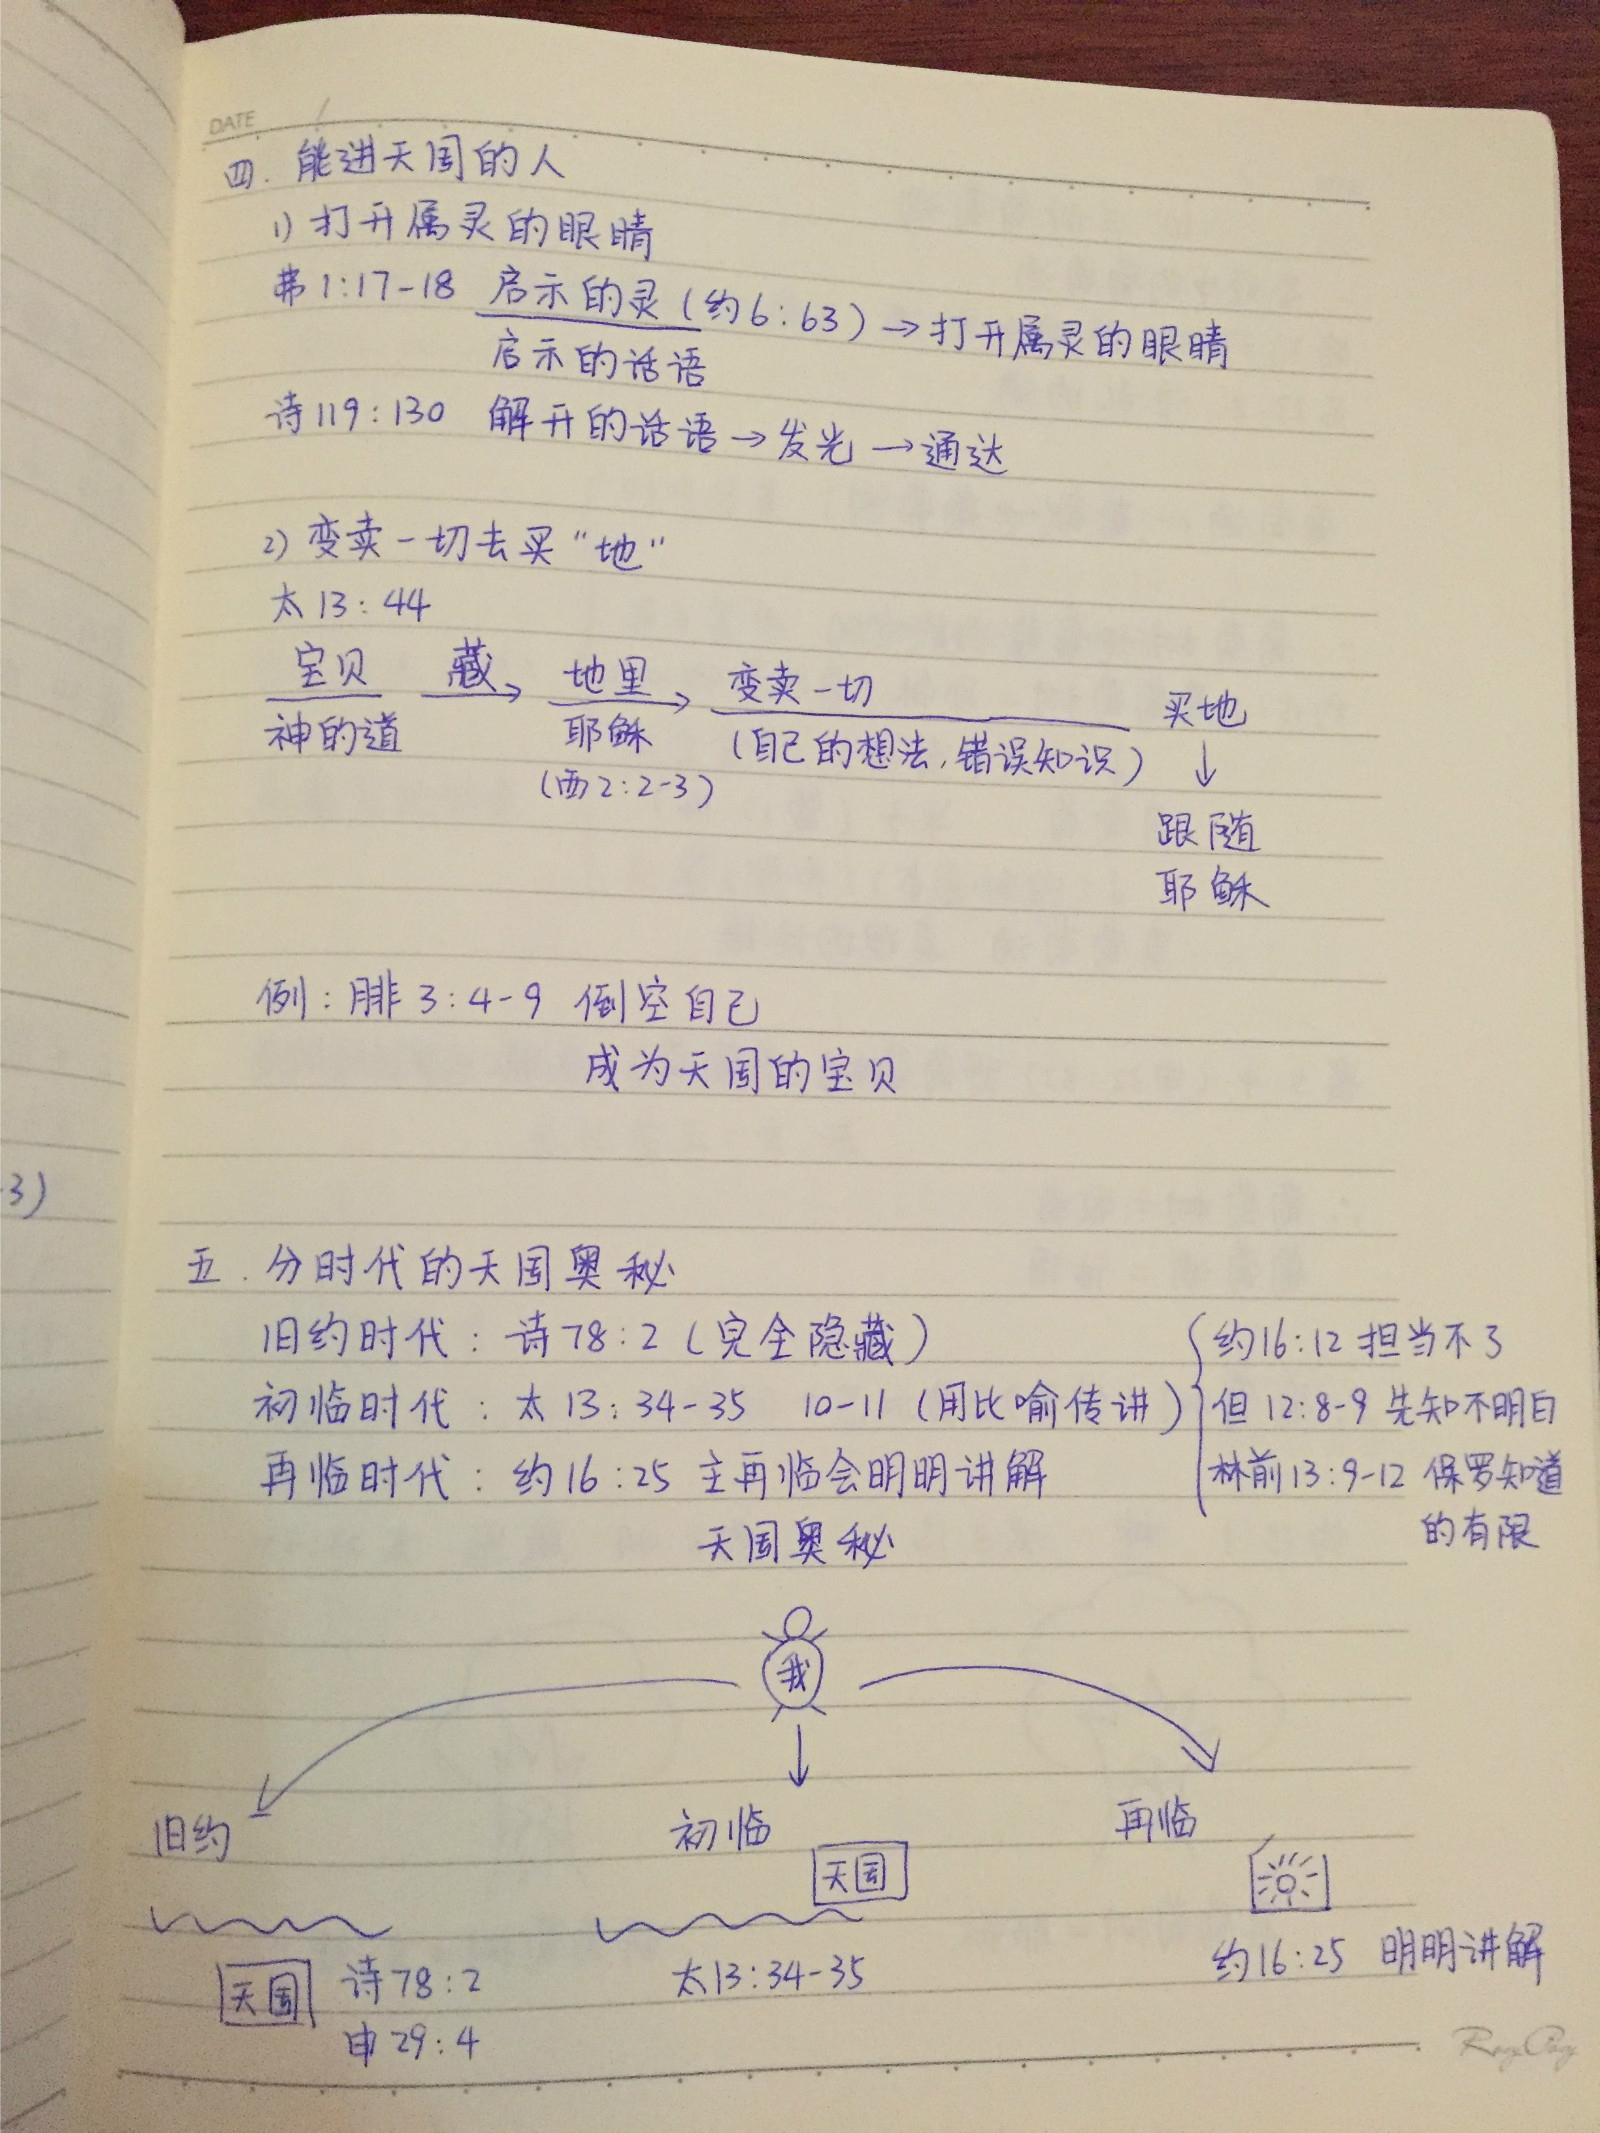 DATE
四. 能进天国的人
1) 打开属灵的眼睛
弗1:17-18 启示的灵(约6:63)→打开属灵的眼睛
启示的话语
诗119:130 解开的话语→发光→通达
2) 变卖一切去买“地”
太13:44
宝贝 藏→ 地里→ 变卖一切 买地
神的道 耶稣 (自己的想法,错误知识) ↓
(西2:2-3)
跟随
耶稣
例: 腓3:4-9 倒空自己
成为天国的宝贝
3)
五. 分时代的天国奥秘
旧约时代: 诗78:2 (完全隐藏)
初临时代: 太13:34-35 10-11 (用比喻传讲)
再临时代: 约16:25 主再临会明明讲解
天国奥秘
约16:12 担当不了
但12:8-9 先知不明白
林前13:9-12 保罗知道
的有限
我
旧约 初临 再临
天国
天国 诗78:2
申29:4
太13:34-35
约16:25 明明讲解